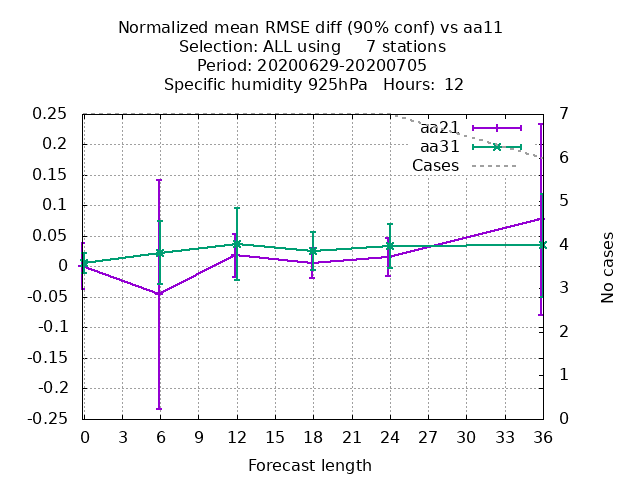 Normalized mean RMSE diff (90% conf) vs aa11
Selection: ALL using     7 stations
Period: 20200629-20200705
Specific humidity 925hPa   Hours:  12
0.25
0.2
0.15
0.1
0.05
0
-0.05
-0.1
-0.15
-0.2
-0.25
aa21
aa31
Cases
7
6
5
4
3
2
1
0
No cases
0 3 6 9 12 15 18 21 24 27 30 33 36
Forecast length